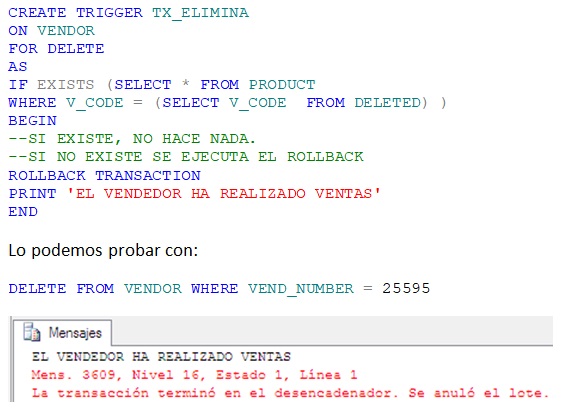 CREATE TRIGGER TX_ELIMINA
ON VENDOR
FOR DELETE
AS
IF EXISTS (SELECT * FROM PRODUCT
WHERE V_CODE = (SELECT V_CODE  FROM DELETED) )
BEGIN
--SI EXISTE, NO HACE NADA.
--SI NO EXISTE SE EJECUTA EL ROLLBACK
ROLLBACK TRANSACTION
PRINT 'EL VENDEDOR HA REALIZADO VENTAS'
END
Lo podemos probar con:
DELETE FROM VENDOR WHERE VEND_NUMBER = 25595
Mensajes
EL VENDEDOR HA REALIZADO VENTAS
Mens. 3609, Nivel 16, Estado 1, Línea 1
La transacción terminó en el desencadenador. Se anuló el lote.